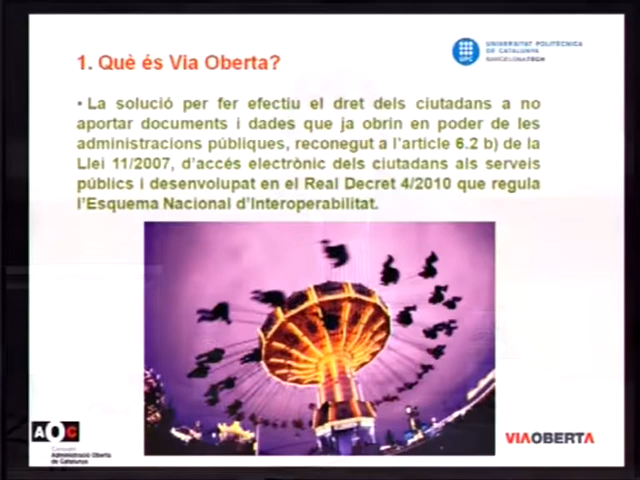 1. Què és Via Oberta?
UNIVERSITAT POLITÈCNICA
DE CATALUNYA
BARCELONATECH
UPC
• La solució per fer efectiu el dret dels ciutadans a no
aportar documents i dades que ja obrin en poder de les
administracions públiques, reconegut a l'article 6.2 b) de la
Llei 11/2007, d'accés electrònic dels ciutadans als serveis
públics i desenvolupat en el Real Decret 4/2010 que regula
l'Esquema Nacional d'Interoperabilitat.
AOC
Consorci
Administració Oberta
de Catalunya
VIAOBERTA